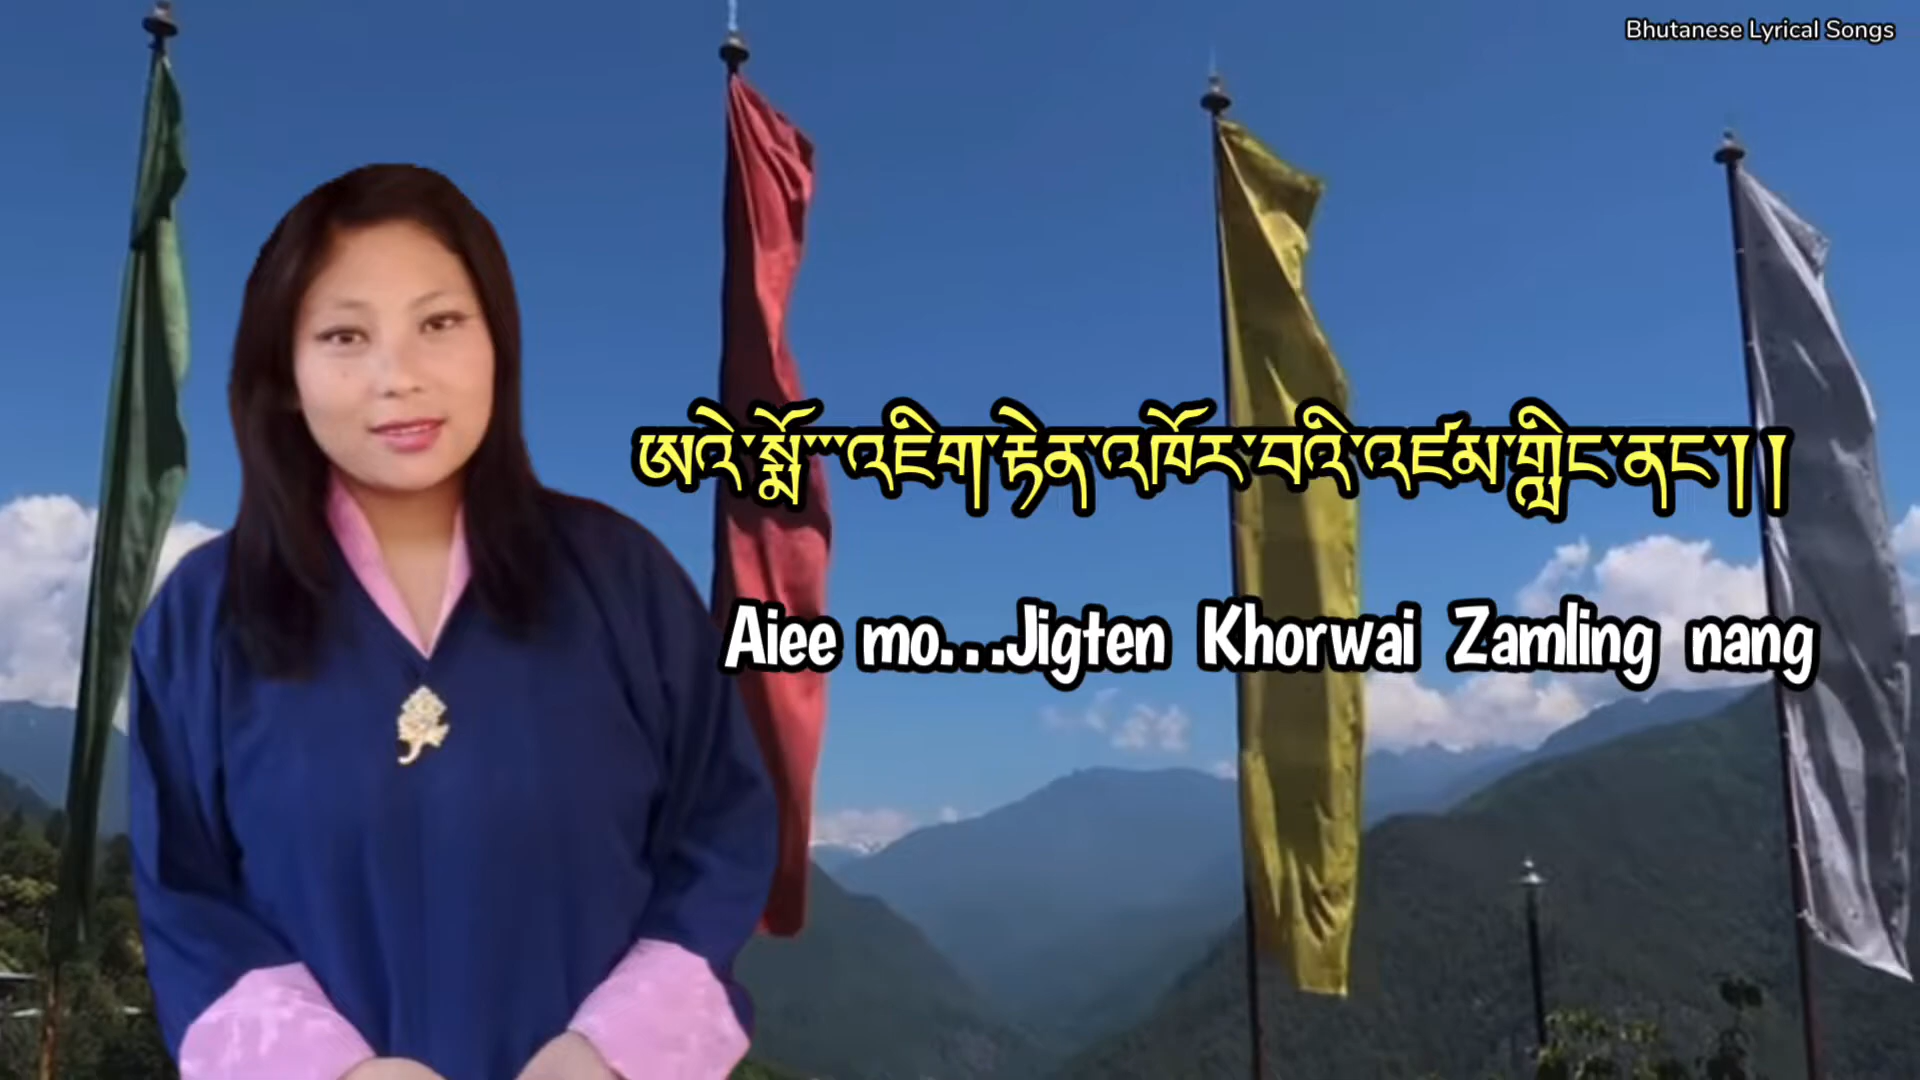 Bhutanese Lyrical Songs
ཨའེ་སྨོ་་་འཇིག་རྟེན་འཁོར་བའི་འཛམ་གླིང་ནང་། །
Aiee mo...Jigten Khorwai Zamling nang